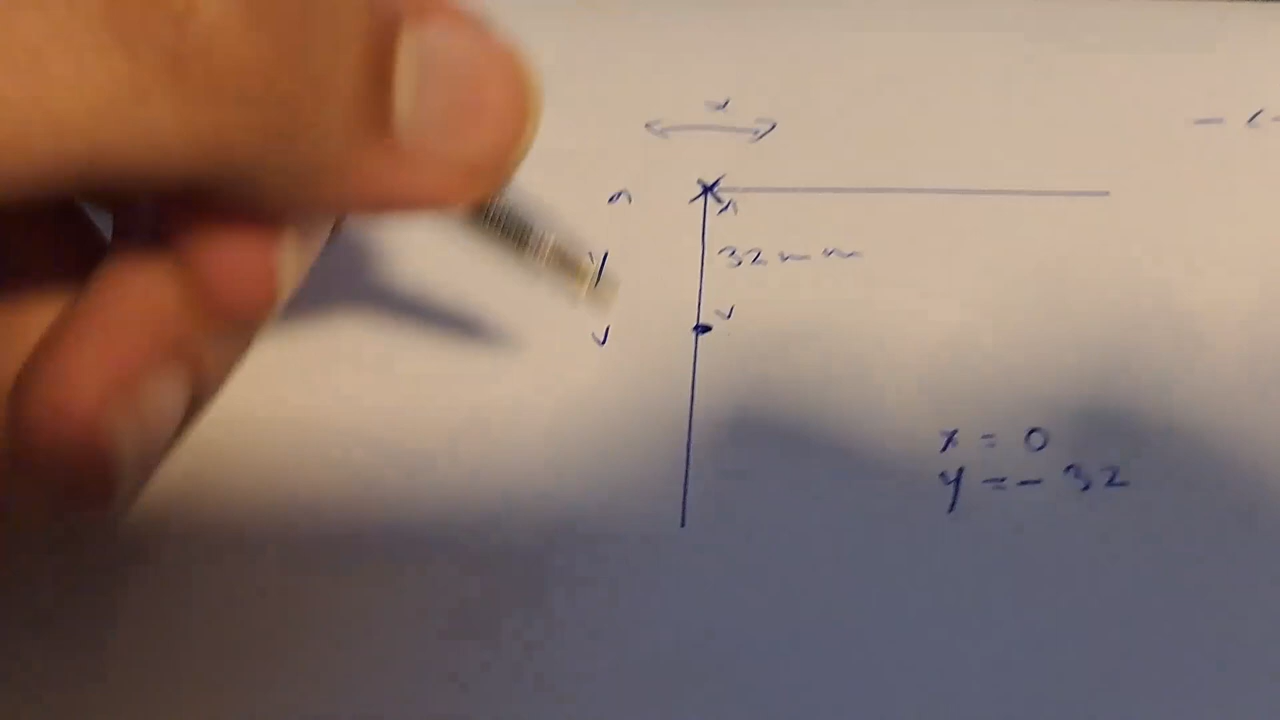 x
y
32mm
x = 0
y = - 32